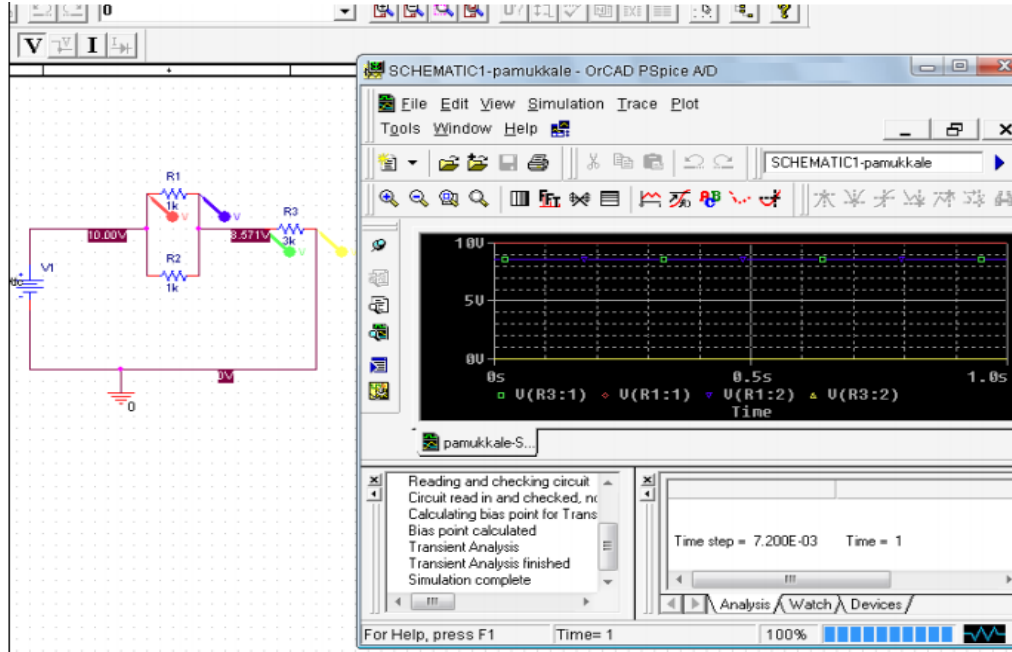 0
V I
R1
1k
10.00V
8.571V
R3
3k
R2
1k
V1
0V
0
SCHEMATIC1-pamukkale - OrCAD PSpice A/D
File Edit View Simulation Trace Plot
Tools Window Help
SCHEMATIC1-pamukkale
FFT
10V
5V
0V
0s 0.5s 1.0s
V(R3:1) V(R1:1) V(R1:2) V(R3:2)
Time
pamukkale-S...
Reading and checking circuit
Circuit read in and checked, no
Calculating bias point for Trans
Bias point calculated
Transient Analysis
Transient Analysis finished
Simulation complete
Time step = 7.200E-03 Time = 1
Analysis Watch Devices
For Help, press F1 Time= 1 100%